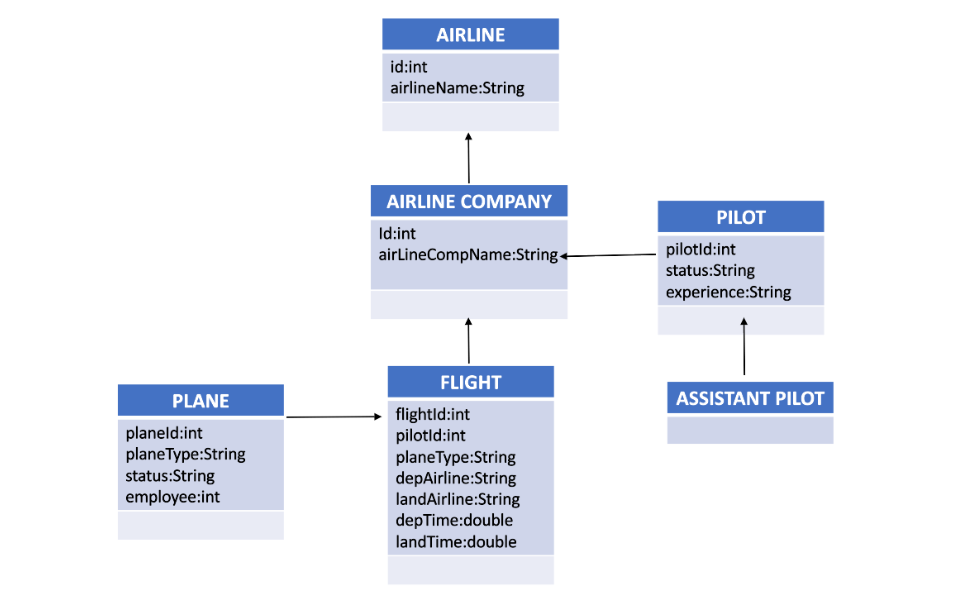 AIRLINE
id:int
airlineName:String
AIRLINE COMPANY
Id:int
airLineCompName:String
PILOT
pilotId:int
status:String
experience:String
FLIGHT
flightId:int
pilotId:int
planeType:String
depAirline:String
landAirline:String
depTime:double
landTime:double
PLANE
planeId:int
planeType:String
status:String
employee:int
ASSISTANT PILOT